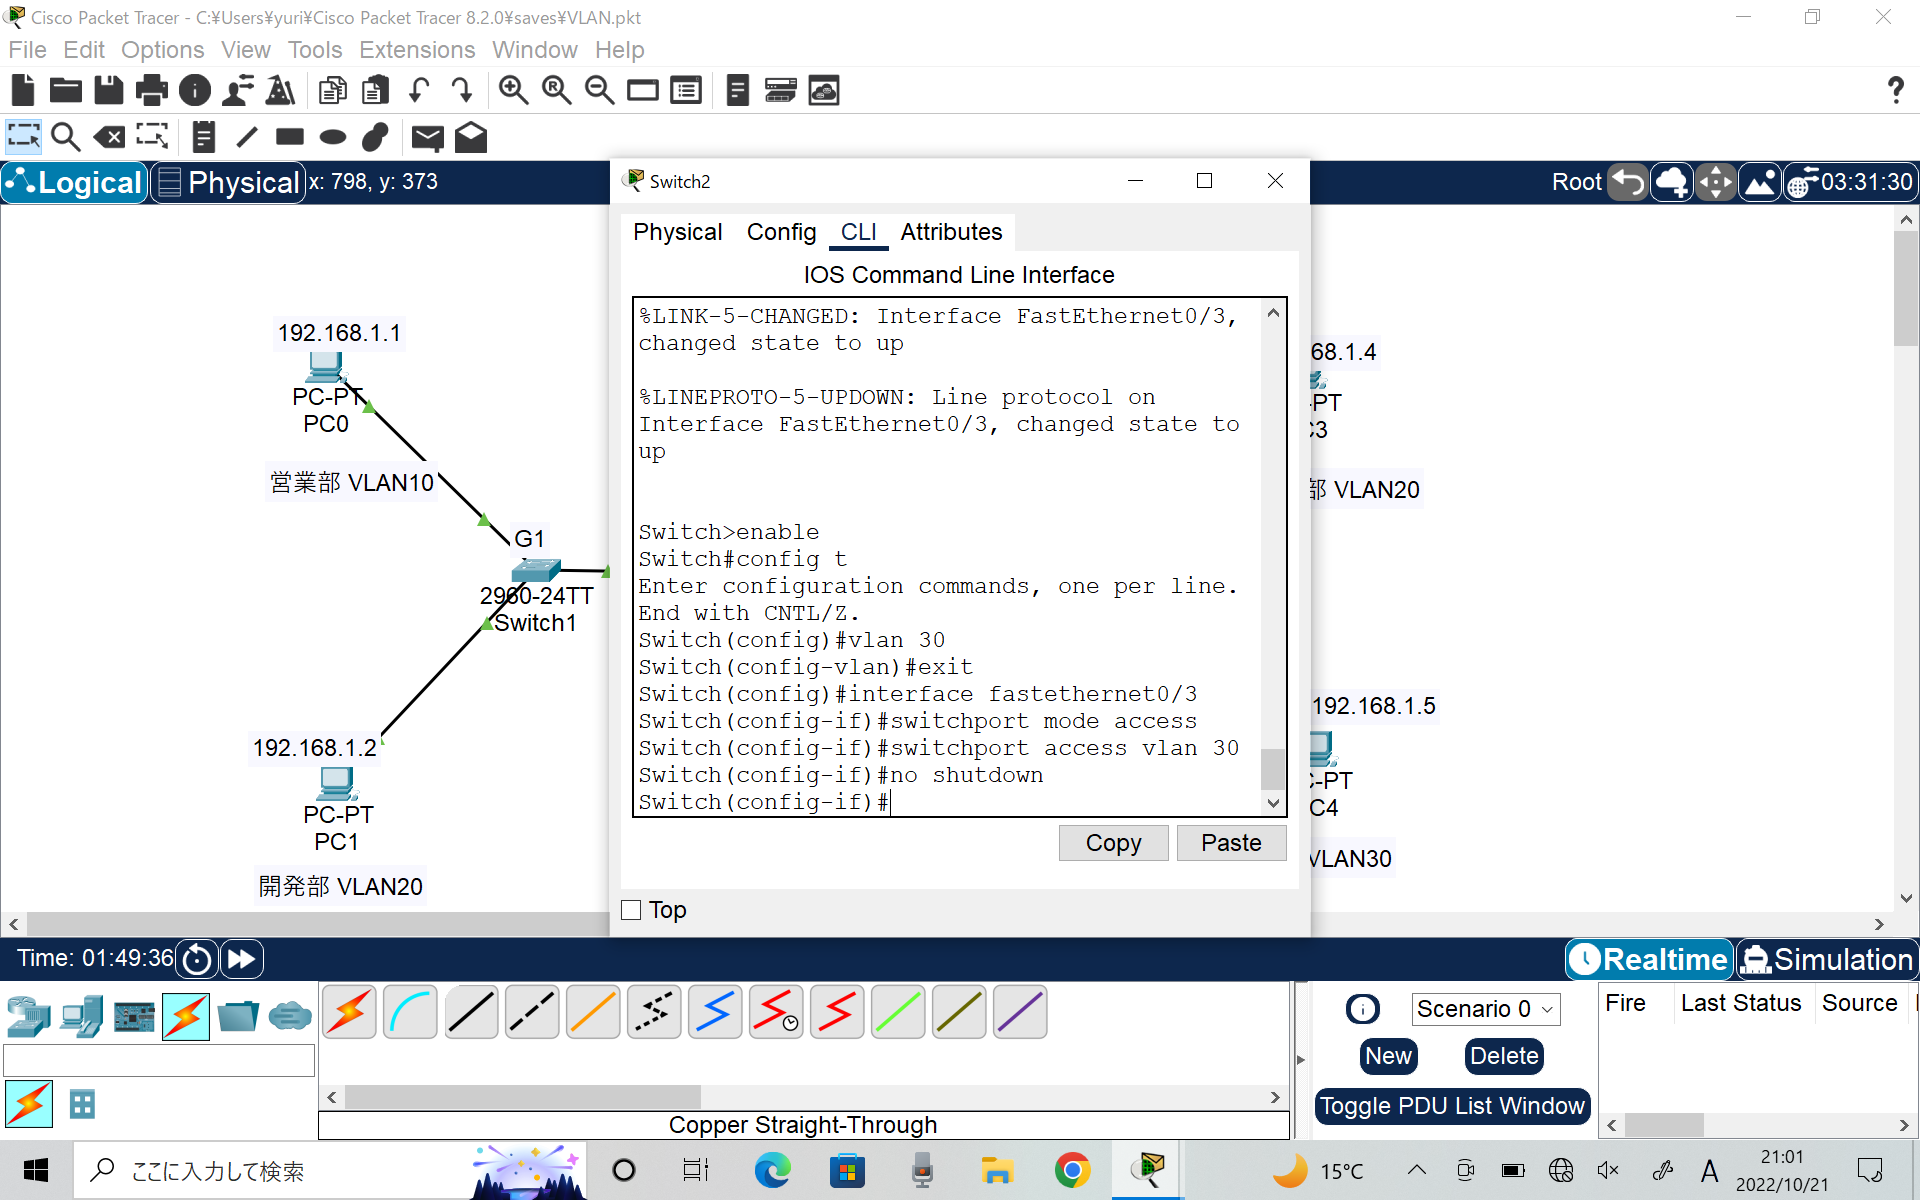 Cisco Packet Tracer - C:¥Users¥yuri¥Cisco Packet Tracer 8.2.0¥saves¥VLAN.pkt
File Edit Options View Tools Extensions Window Help
Logical Physical x: 798, y: 373
Root 03:31:30
Switch2
Physical Config CLI Attributes
IOS Command Line Interface
%LINK-5-CHANGED: Interface FastEthernet0/3,
changed state to up
%LINEPROTO-5-UPDOWN: Line protocol on
Interface FastEthernet0/3, changed state to
up
Switch>enable
Switch#config t
Enter configuration commands, one per line.
End with CNTL/Z.
Switch(config)#vlan 30
Switch(config-vlan)#exit
Switch(config)#interface fastethernet0/3
Switch(config-if)#switchport mode access
Switch(config-if)#switchport access vlan 30
Switch(config-if)#no shutdown
Switch(config-if)#
Copy Paste
Top
192.168.1.1
PC-PT
PC0
営業部 VLAN10
G1
2960-24TT
Switch1
192.168.1.2
PC-PT
PC1
開発部 VLAN20
68.1.4
-PT
C3
部 VLAN20
192.168.1.5
C-PT
C4
VLAN30
Time: 01:49:36
Realtime Simulation
Scenario 0
New Delete
Toggle PDU List Window
Fire Last Status Source
Copper Straight-Through
ここに入力して検索
15°C
A
21:01
2022/10/21